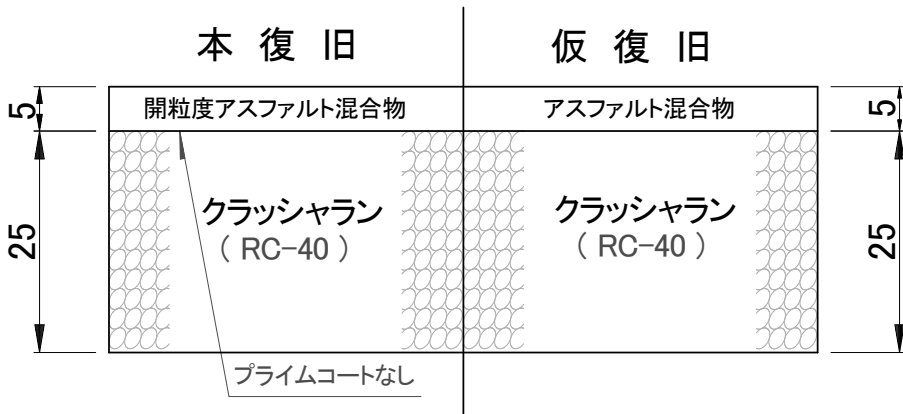 本復旧
仮復旧
5
開粒度アスファルト混合物
アスファルト混合物
5
25
クラッシャラン
(RC-40)
クラッシャラン
(RC-40)
25
プライムコートなし